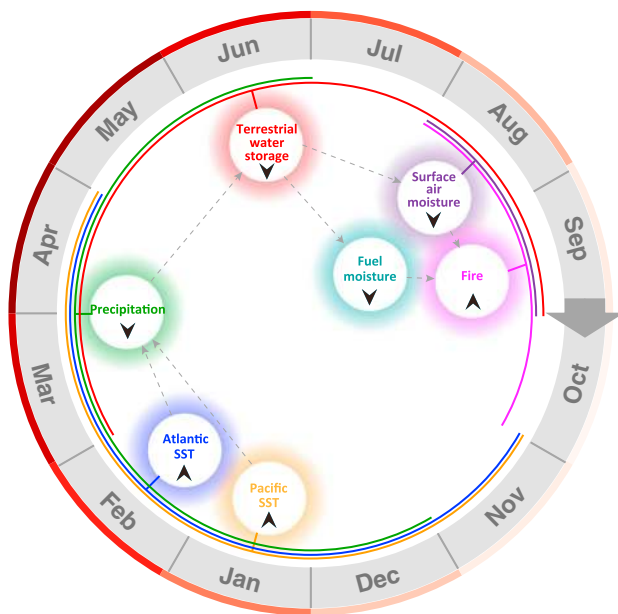 Jun
Jul
May
Aug
Terrestrial
water
storage
Surface
air
moisture
Apr
Sep
Fuel
moisture
Fire
Precipitation
Mar
Oct
Atlantic
SST
Pacific
SST
Feb
Nov
Jan
Dec